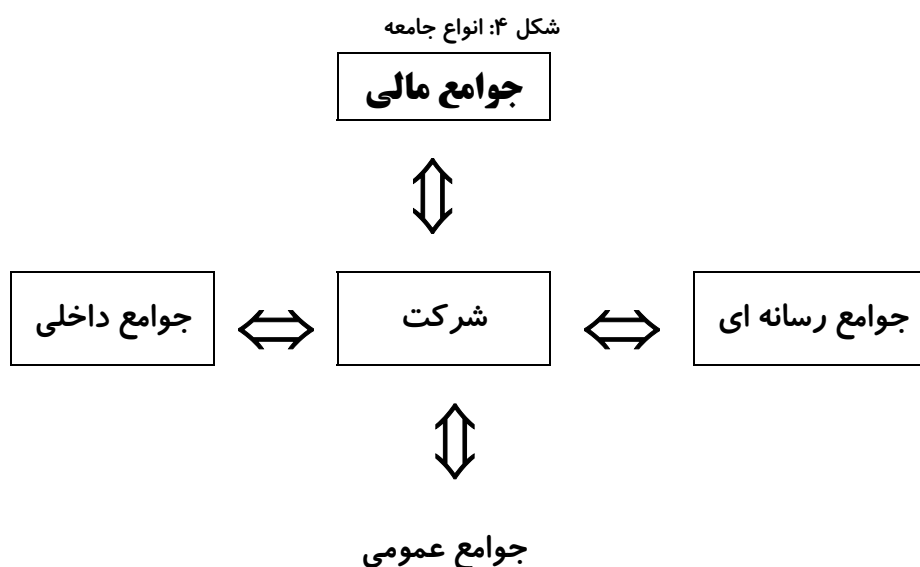 شکل ۴: انواع جامعه
جوامع مالی
جوامع رسانه ای
شرکت
جوامع داخلی
جوامع عمومی